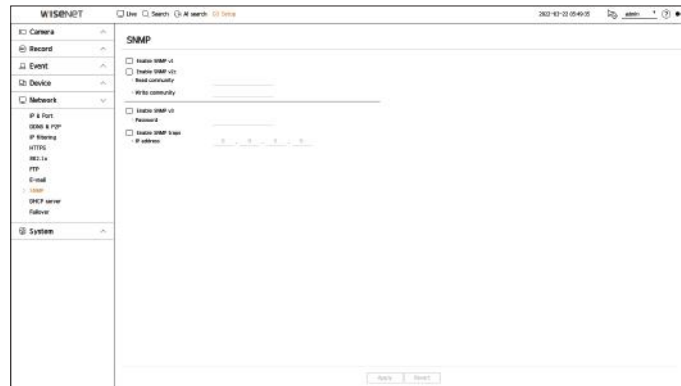 WISENET
Live Search AI search Setup
2022-02-22 05:49:35 admin
Camera
Record
Event
Device
Network
IP & Port
DDNS & P2P
IP filtering
HTTPS
802.1x
FTP
E-mail
SNMP
DHCP server
Failover
System
SNMP
Enable SNMP v1
Enable SNMP v2c
· Read community
· Write community
Enable SNMP v3
· Password
Enable SNMP traps
· IP address 0 . 0 . 0 . 0
Apply Revert